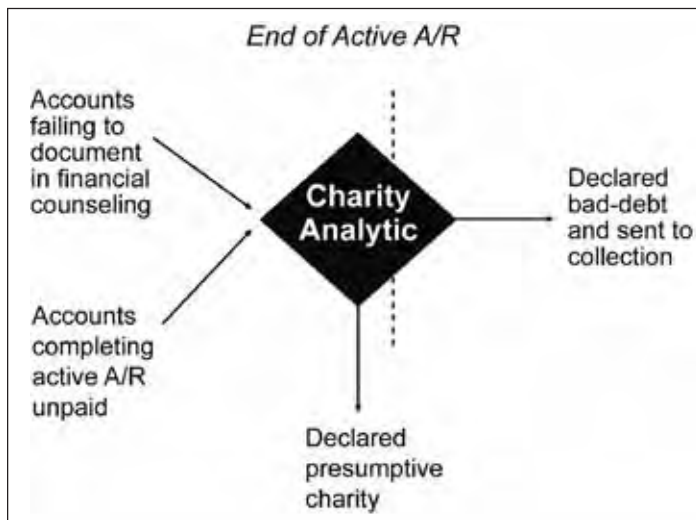 End of Active A/R
Accounts
failing to
document
in financial
counseling
Charity
Analytic
Declared
bad-debt
and sent to
collection
Accounts
completing
active A/R
unpaid
Declared
presumptive
charity